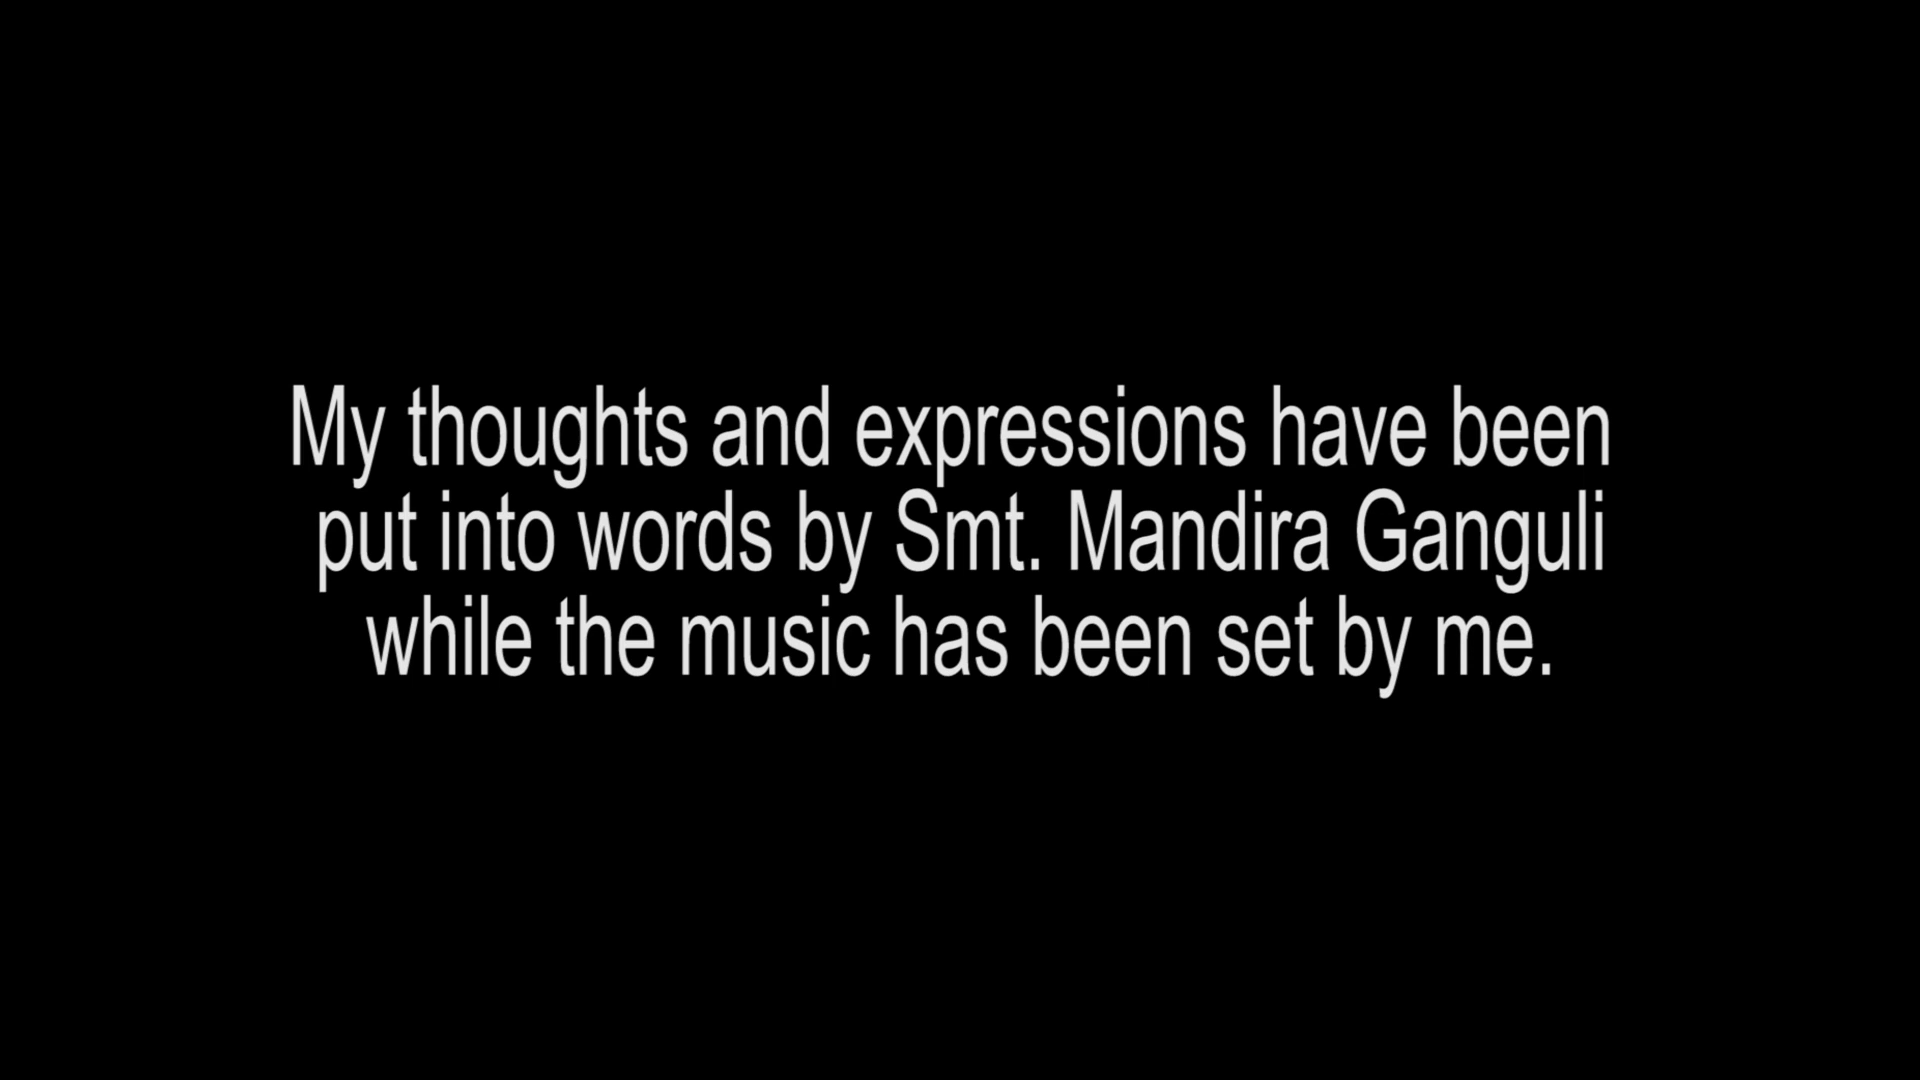 My thoughts and expressions have been
put into words by Smt. Mandira Ganguli
while the music has been set by me.